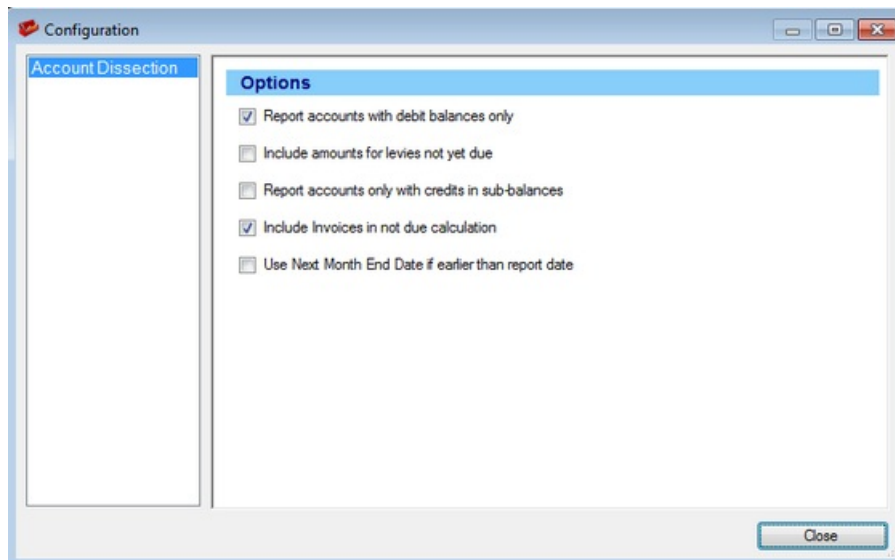 Configuration
Account Dissection
Options
Report accounts with debit balances only
Include amounts for levies not yet due
Report accounts only with credits in sub-balances
Include Invoices in not due calculation
Use Next Month End Date if earlier than report date
Close